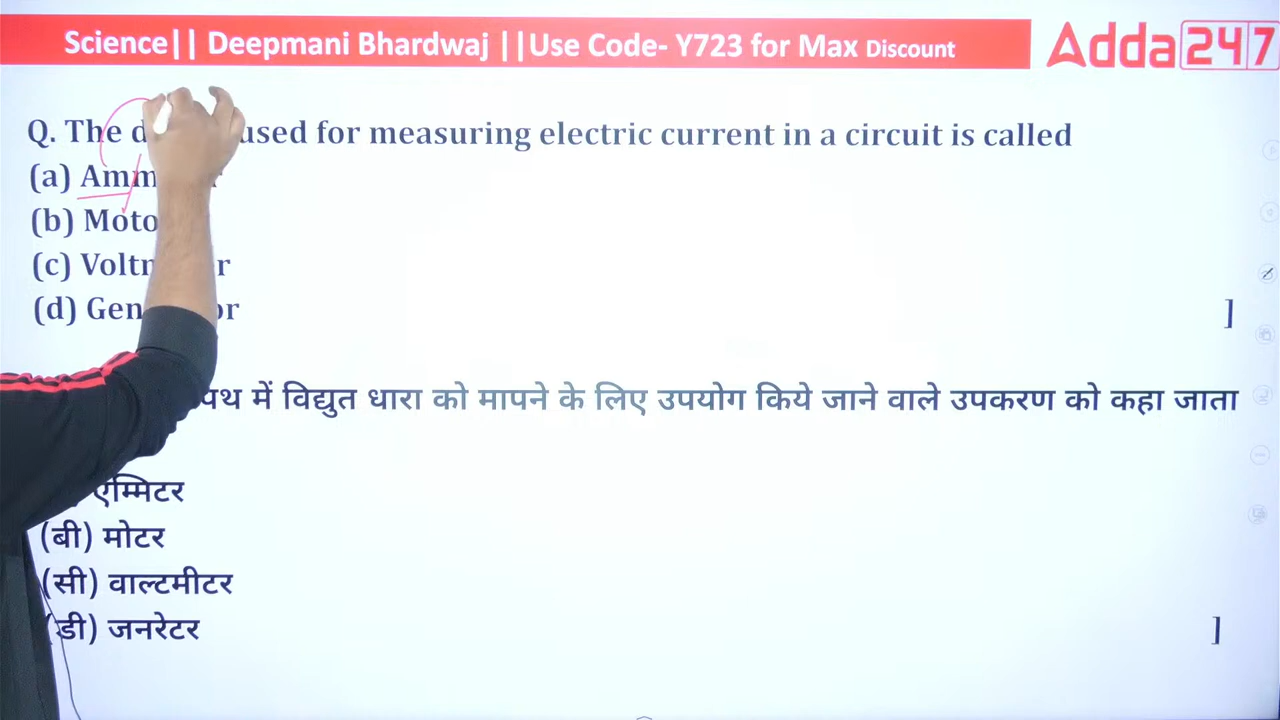 Science|| Deepmani Bhardwaj ||Use Code- Y723 for Max Discount
Adda247
Q. The used for measuring electric current in a circuit is called
(a)
(b)
(c)
(d)
पथ में विद्युत धारा को मापने के लिए उपयोग किये जाने वाले उपकरण को कहा जाता
]
एम्मिटर
(बी) मोटर
(सी) वाल्टमीटर
(डी) जनरेटर
]